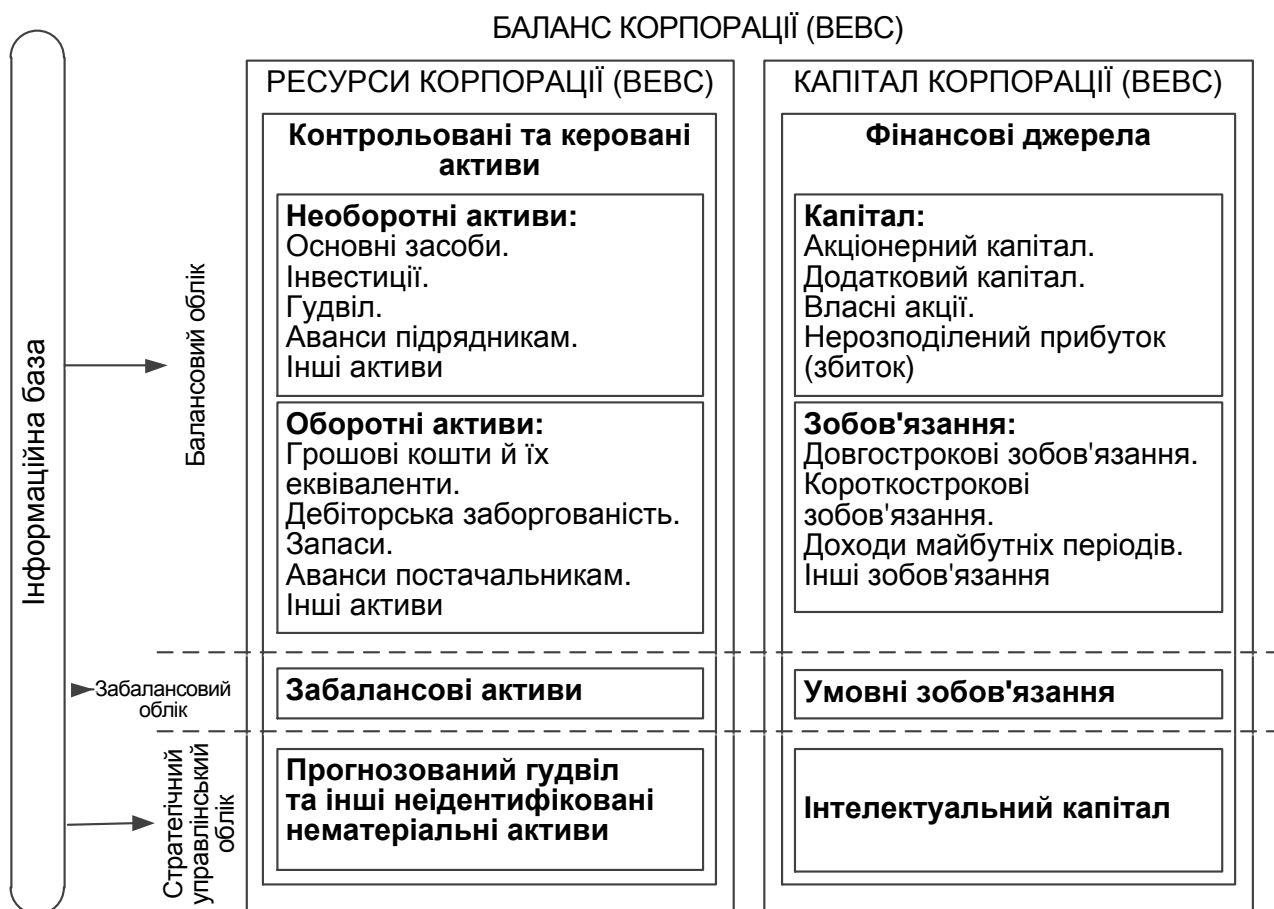 БАЛАНС КОРПОРАЦІЇ (ВЕВС)
Інформаційна база
Балансовий облік
РЕСУРСИ КОРПОРАЦІЇ (ВЕВС)
Контрольовані та керовані
активи
Необоротні активи:
Основні засоби.
Інвестиції.
Гудвіл.
Аванси підрядникам.
Інші активи
Оборотні активи:
Грошові кошти й їх
еквіваленти.
Дебіторська заборгованість.
Запаси.
Аванси постачальникам.
Інші активи
КАПІТАЛ КОРПОРАЦІЇ (ВЕВС)
Фінансові джерела
Капітал:
Акціонерний капітал.
Додатковий капітал.
Власні акції.
Нерозподілений прибуток
(збиток)
Зобов'язання:
Довгострокові зобов'язання.
Короткострокові
зобов'язання.
Доходи майбутніх періодів.
Інші зобов'язання
Забалансовий
облік
Забалансові активи
Умовні зобов'язання
Стратегічний
управлінський
облік
Прогнозований гудвіл
та інші неідентифіковані
нематеріальні активи
Інтелектуальний капітал